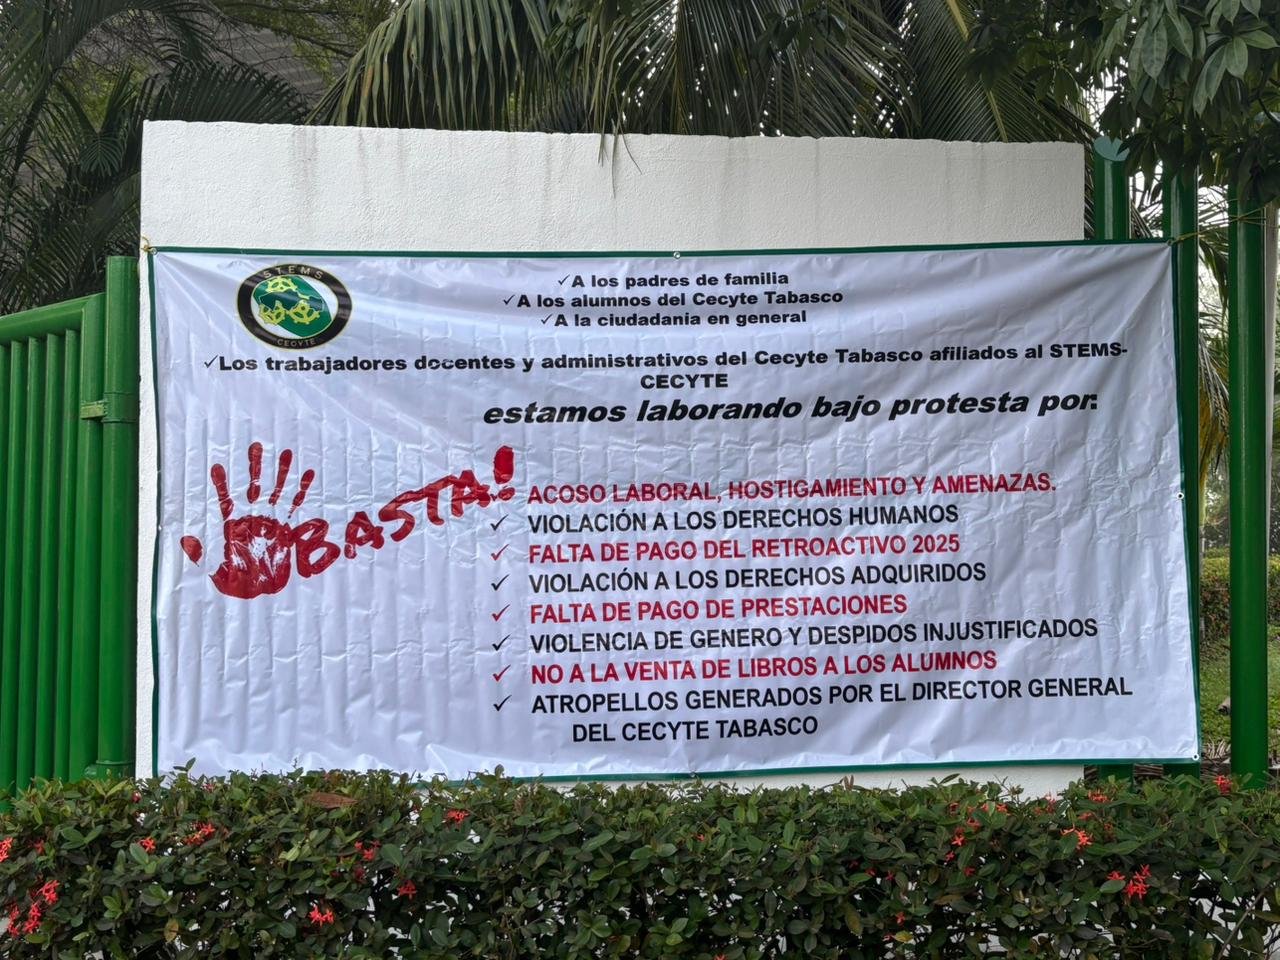 STEMS
CECYTE
✓A los padres de familia
✓A los alumnos del Cecyte Tabasco
✓A la ciudadania en general
✓Los trabajadores docentes y administrativos del Cecyte Tabasco afiliados al STEMS-
CECYTE
estamos laborando bajo protesta por:
BASTA!
✓ ACOSO LABORAL, HOSTIGAMIENTO Y AMENAZAS.
✓ VIOLACIÓN A LOS DERECHOS HUMANOS
✓ FALTA DE PAGO DEL RETROACTIVO 2025
✓ VIOLACIÓN A LOS DERECHOS ADQUIRIDOS
✓ FALTA DE PAGO DE PRESTACIONES
✓ VIOLENCIA DE GENERO Y DESPIDOS INJUSTIFICADOS
✓ NO A LA VENTA DE LIBROS A LOS ALUMNOS
✓ ATROPELLOS GENERADOS POR EL DIRECTOR GENERAL
DEL CECYTE TABASCO